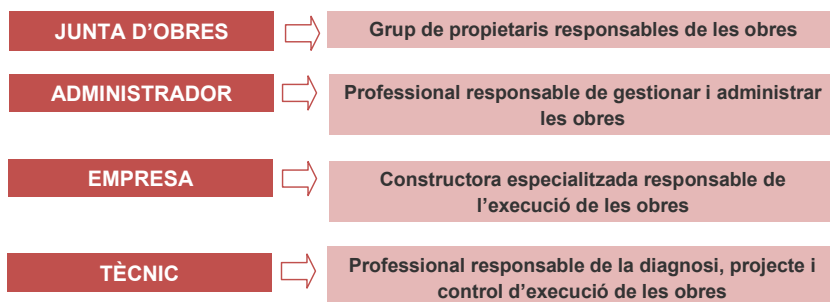 JUNTA D’OBRES
Grup de propietaris responsables de les obres
ADMINISTRADOR
Professional responsable de gestionar i administrar
les obres
EMPRESA
Constructora especialitzada responsable de
l’execució de les obres
TÈCNIC
Professional responsable de la diagnosi, projecte i
control d’execució de les obres